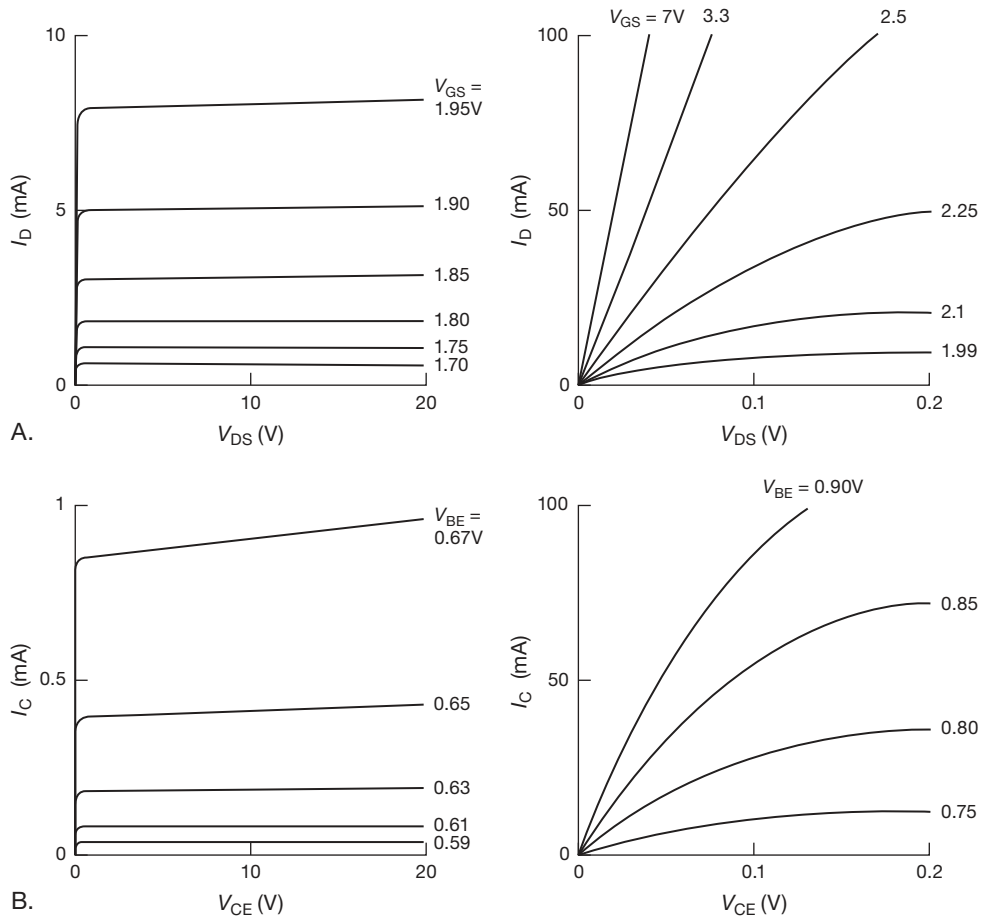 10
5
0
I_D (mA)
V_GS =
1.95V
1.90
1.85
1.80
1.75
1.70
0
10
20
V_DS (V)
A.
V_GS = 7V
3.3
2.5
100
50
0
I_D (mA)
2.25
2.1
1.99
0
0.1
0.2
V_DS (V)
1
0.5
0
I_C (mA)
V_BE =
0.67V
0.65
0.63
0.61
0.59
0
10
20
V_CE (V)
B.
V_BE = 0.90V
100
50
0
I_C (mA)
0.85
0.80
0.75
0
0.1
0.2
V_CE (V)